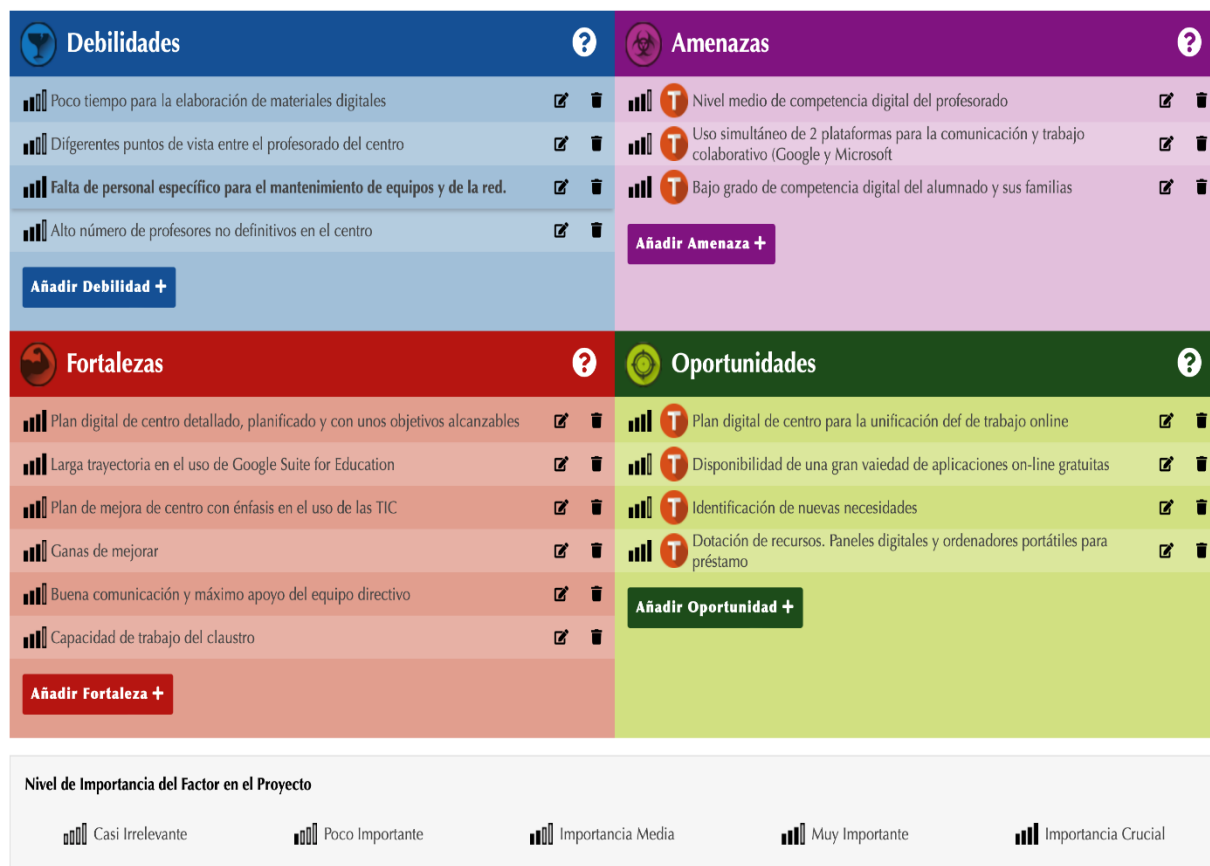 Debilidades
?
Poco tiempo para la elaboración de materiales digitales
Difgerentes puntos de vista entre el profesorado del centro
Falta de personal específico para el mantenimiento de equipos y de la red.
Alto número de profesores no definitivos en el centro
Añadir Debilidad +
Amenazas
?
T Nivel medio de competencia digital del profesorado
T Uso simultáneo de 2 plataformas para la comunicación y trabajo
colaborativo (Google y Microsoft
T Bajo grado de competencia digital del alumnado y sus familias
Añadir Amenaza +
Fortalezas
?
Plan digital de centro detallado, planificado y con unos objetivos alcanzables
Larga trayectoria en el uso de Google Suite for Education
Plan de mejora de centro con énfasis en el uso de las TIC
Ganas de mejorar
Buena comunicación y máximo apoyo del equipo directivo
Capacidad de trabajo del claustro
Añadir Fortaleza +
Oportunidades
?
T Plan digital de centro para la unificación def de trabajo online
T Disponibilidad de una gran vaiedad de aplicaciones on-line gratuitas
T Identificación de nuevas necesidades
T Dotación de recursos. Paneles digitales y ordenadores portátiles para
préstamo
Añadir Oportunidad +
Nivel de Importancia del Factor en el Proyecto
Casi Irrelevante
Poco Importante
Importancia Media
Muy Importante
Importancia Crucial